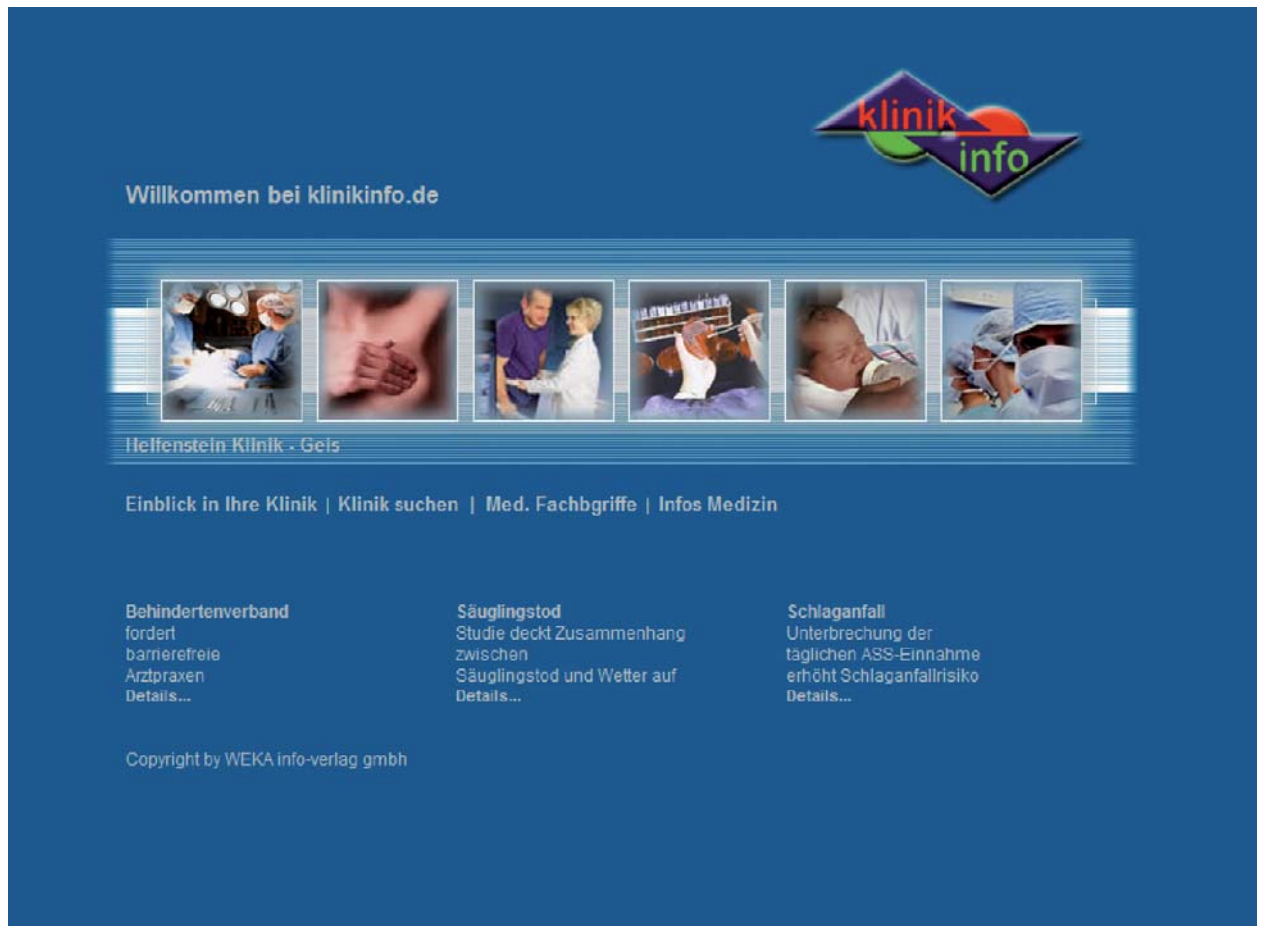 klinik
info
Willkommen bei klinikinfo.de
Helfenstein Klinik - Geis
Einblick in Ihre Klinik | Klinik suchen | Med. Fachbgriffe | Infos Medizin
Behindertenverband
fordert
barrierefreie
Arztpraxen
Details...
Säuglingstod
Studie deckt Zusammenhang
zwischen
Säuglingstod und Wetter auf
Details...
Schlaganfall
Unterbrechung der
täglichen ASS-Einnahme
erhöht Schlaganfallrisiko
Details...
Copyright by WEKA info-verlag gmbh